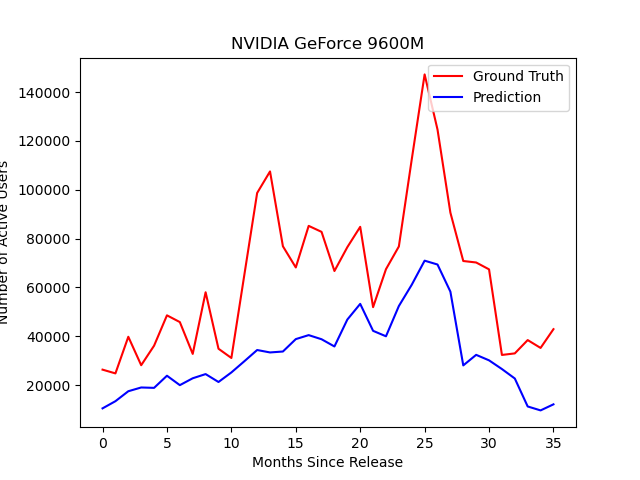 NVIDIA GeForce 9600M
Ground Truth
Prediction
140000
120000
100000
80000
60000
40000
20000
Number of Active Users
0 5 10 15 20 25 30 35
Months Since Release